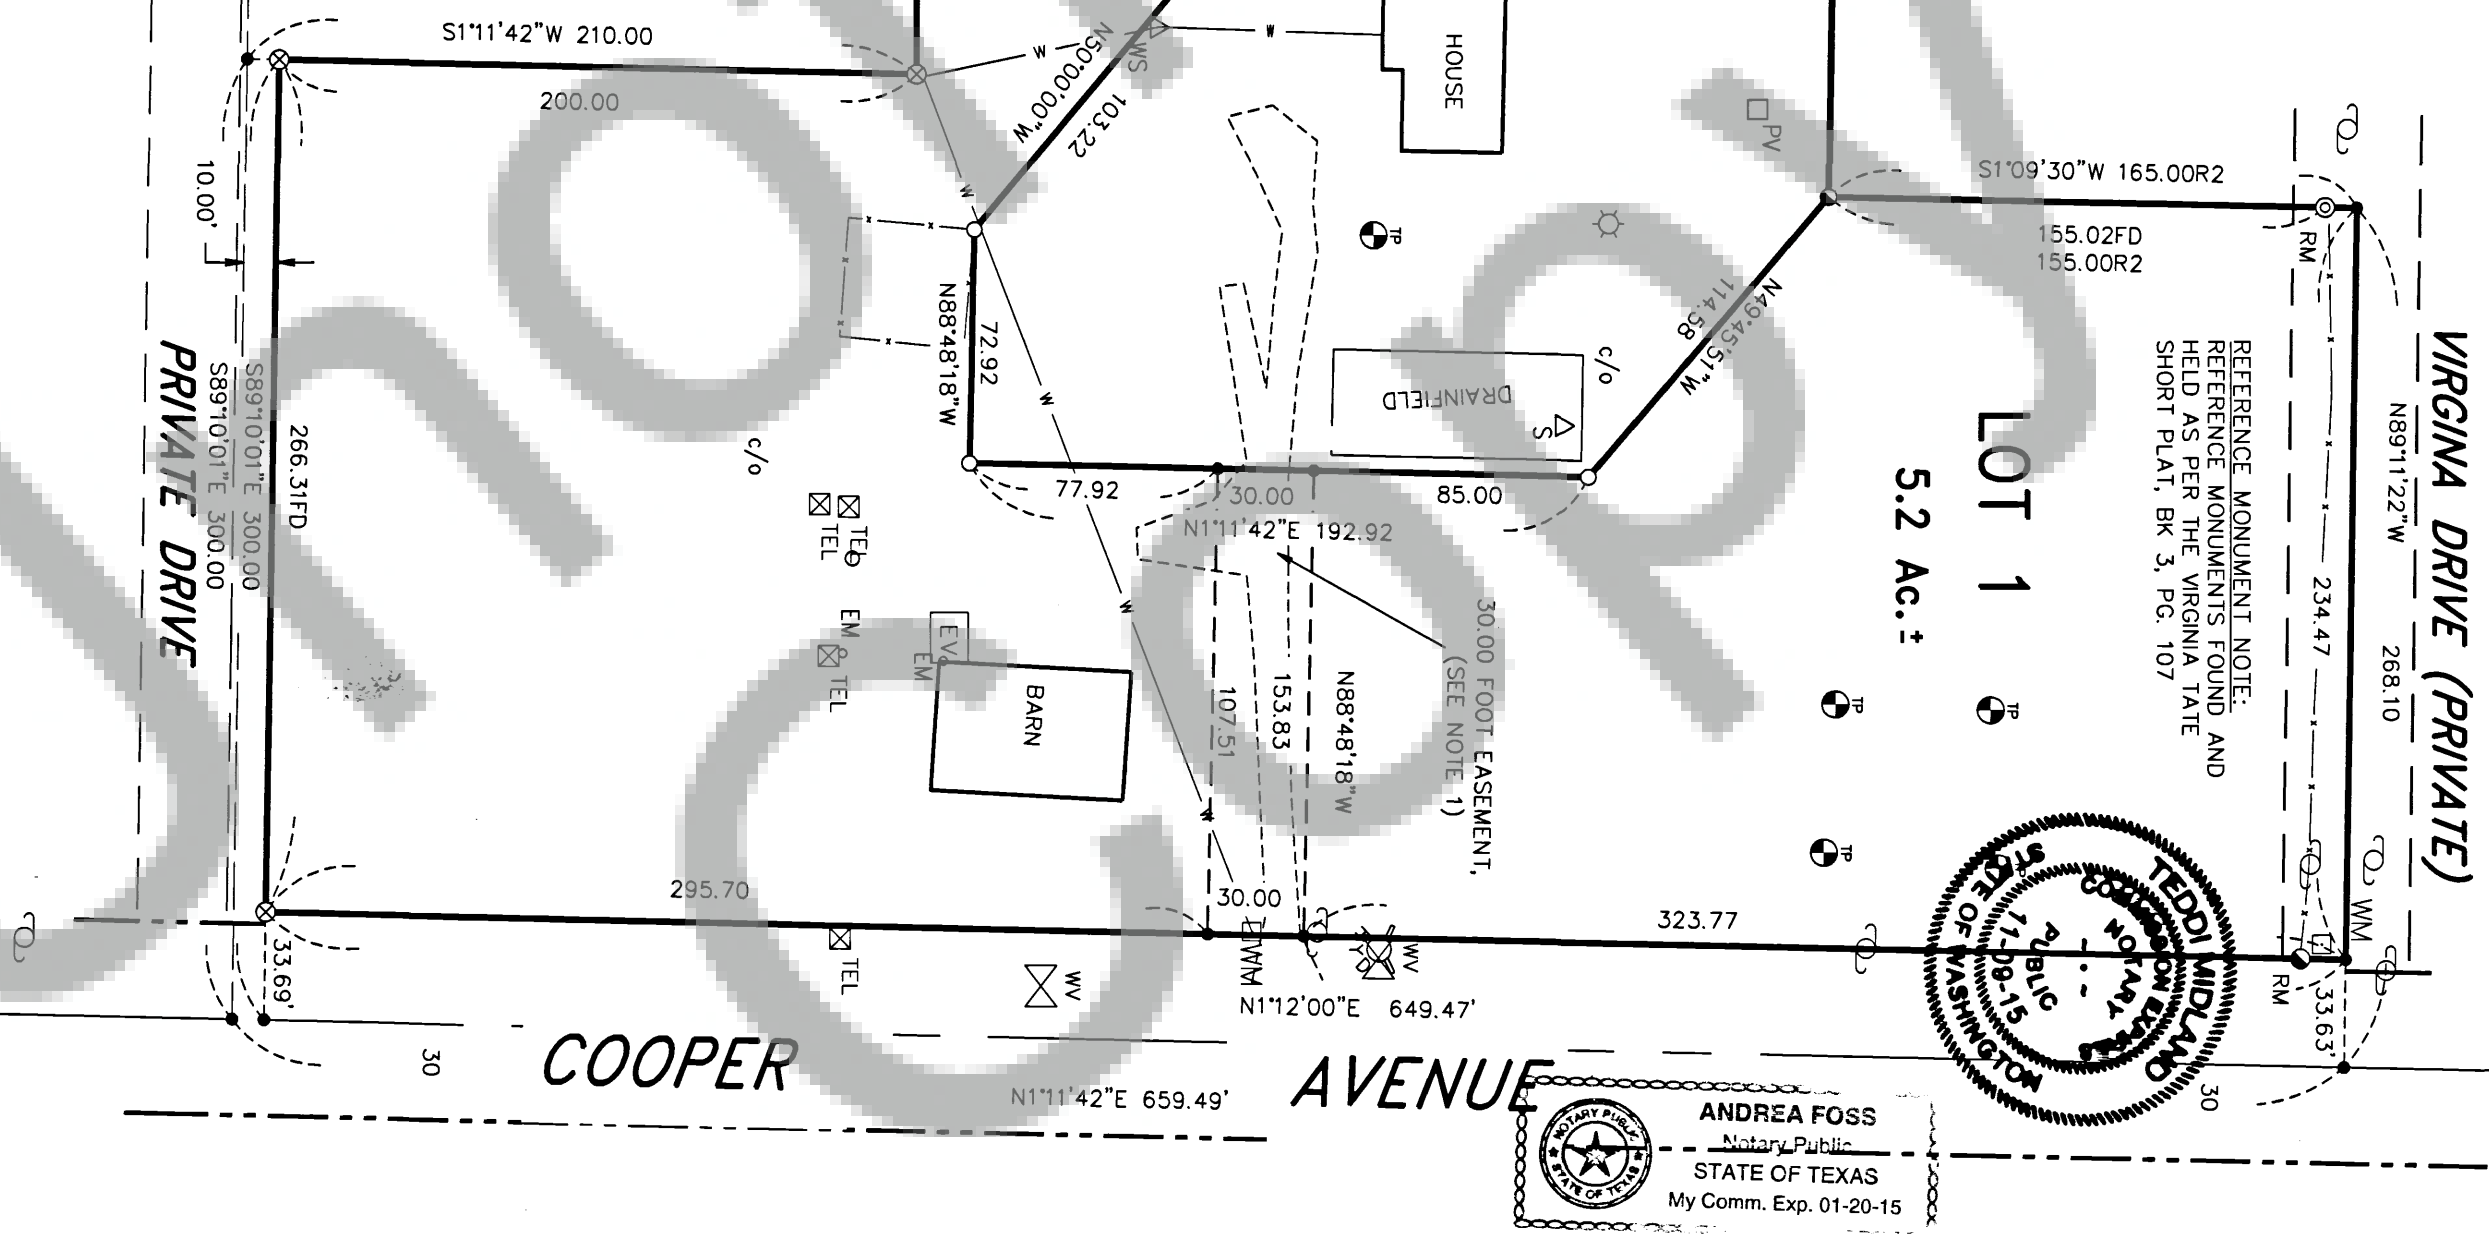 S1°11'42"W 210.00
200.00
10.00'
PRIVATE DRIVE
S89°10'01"E 300.00
S89°10'01"E 300.00
266.31FD
W
N50°00'00"W
103.22
WS
W
HOUSE
W
N88°48'18"W
72.92
W
TP
PV
S1°09'30"W 165.00R2
155.02FD
155.00R2
RM
N49°45'51"W
114.58
C/O
DRAINFIELD
S
C/O
77.92
30.00
85.00
N1°11'42"E 192.92
TEL
TEL
EM
TEL
EV
EM
BARN
W
W
107.51
153.83
N88°48'18"W
30.00 FOOT EASEMENT,
(SEE NOTE 1)
LOT 1
5.2 Ac.±
REFERENCE MONUMENT NOTE:
REFERENCE MONUMENTS FOUND AND
HELD AS PER THE VIRGINIA TATE
SHORT PLAT, BK 3, PG. 107
234.47
N89°11'22"W
268.10
VIRGINIA DRIVE (PRIVATE)
TP
TP
TP
295.70
30.00
323.77
WM
WV
WM
RM
TEL
WV
33.69'
33.63'
N1°12'00"E 649.47'
30
30
COOPER AVENUE
N1°11'42"E 659.49'
TEDDI MIDLAND
STATE OF WASHINGTON
COMMISSION EXPIRES
NOTARY
PUBLIC
11-09-15
NOTARY PUBLIC
STATE OF TEXAS
ANDREA FOSS
Notary Public
STATE OF TEXAS
My Comm. Exp. 01-20-15